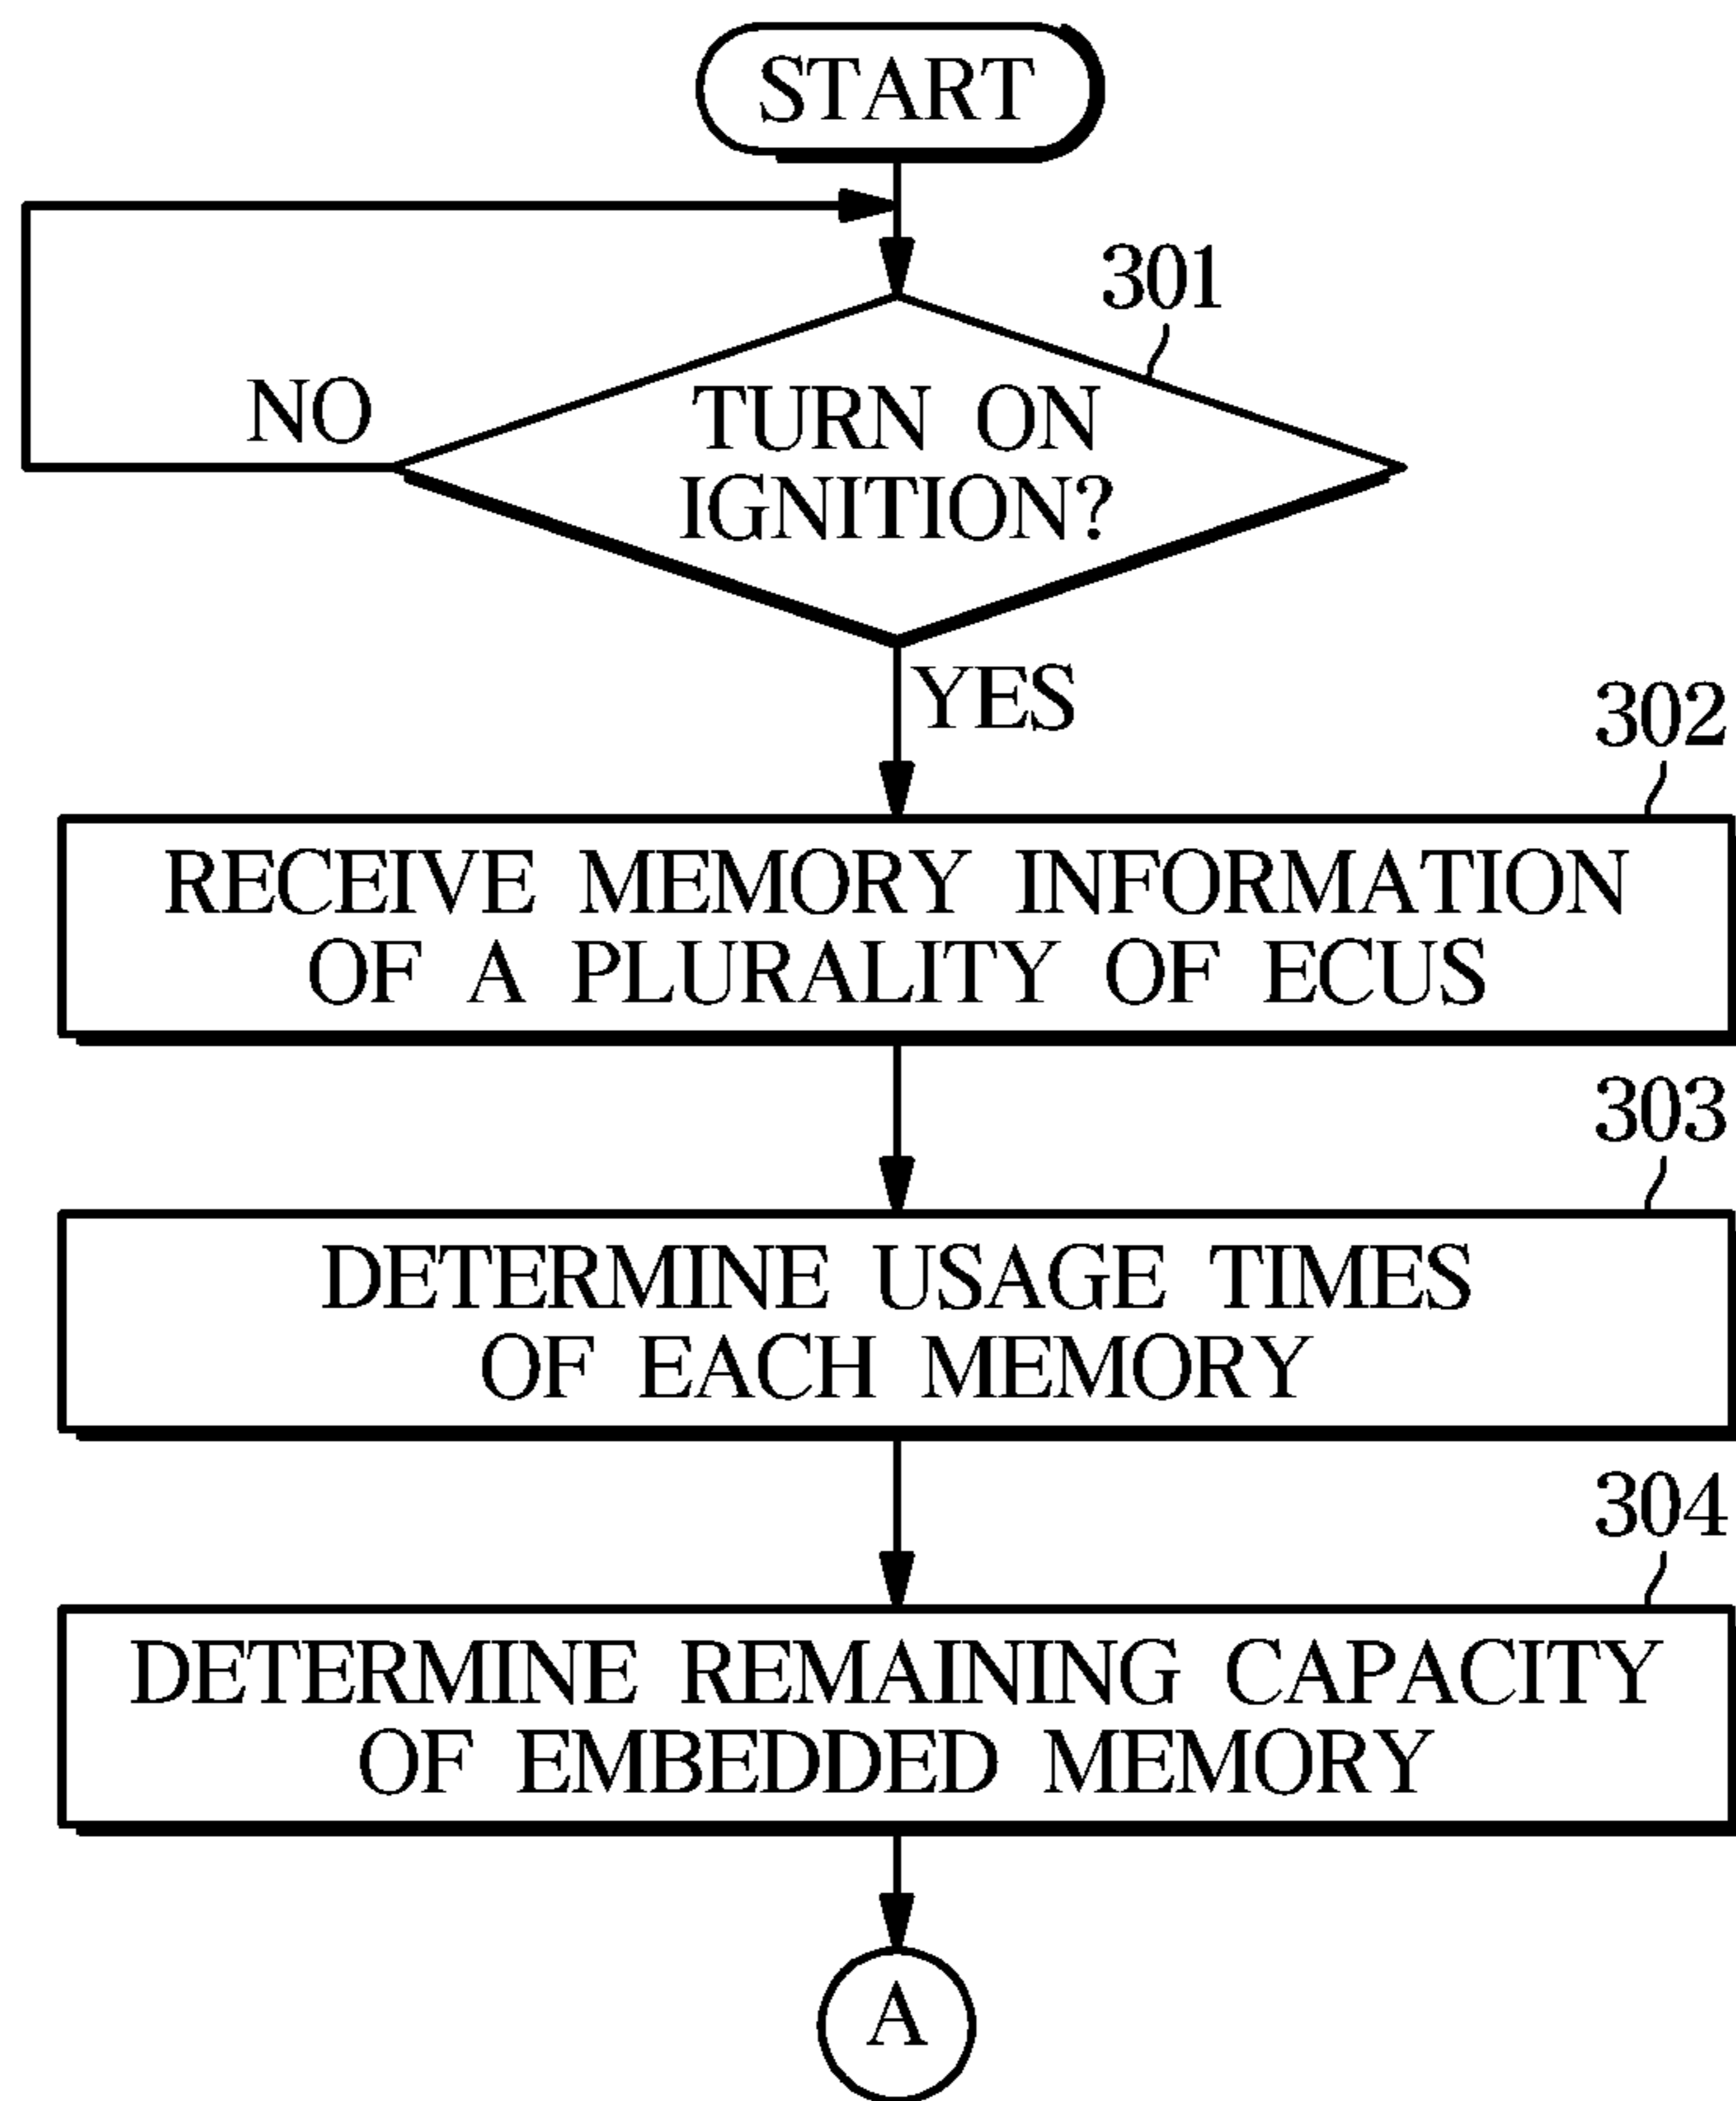 START
301
NO
TURN ON
IGNITION?
YES
302
RECEIVE MEMORY INFORMATION
OF A PLURALITY OF ECUS
303
DETERMINE USAGE TIMES
OF EACH MEMORY
304
DETERMINE REMAINING CAPACITY
OF EMBEDDED MEMORY
A